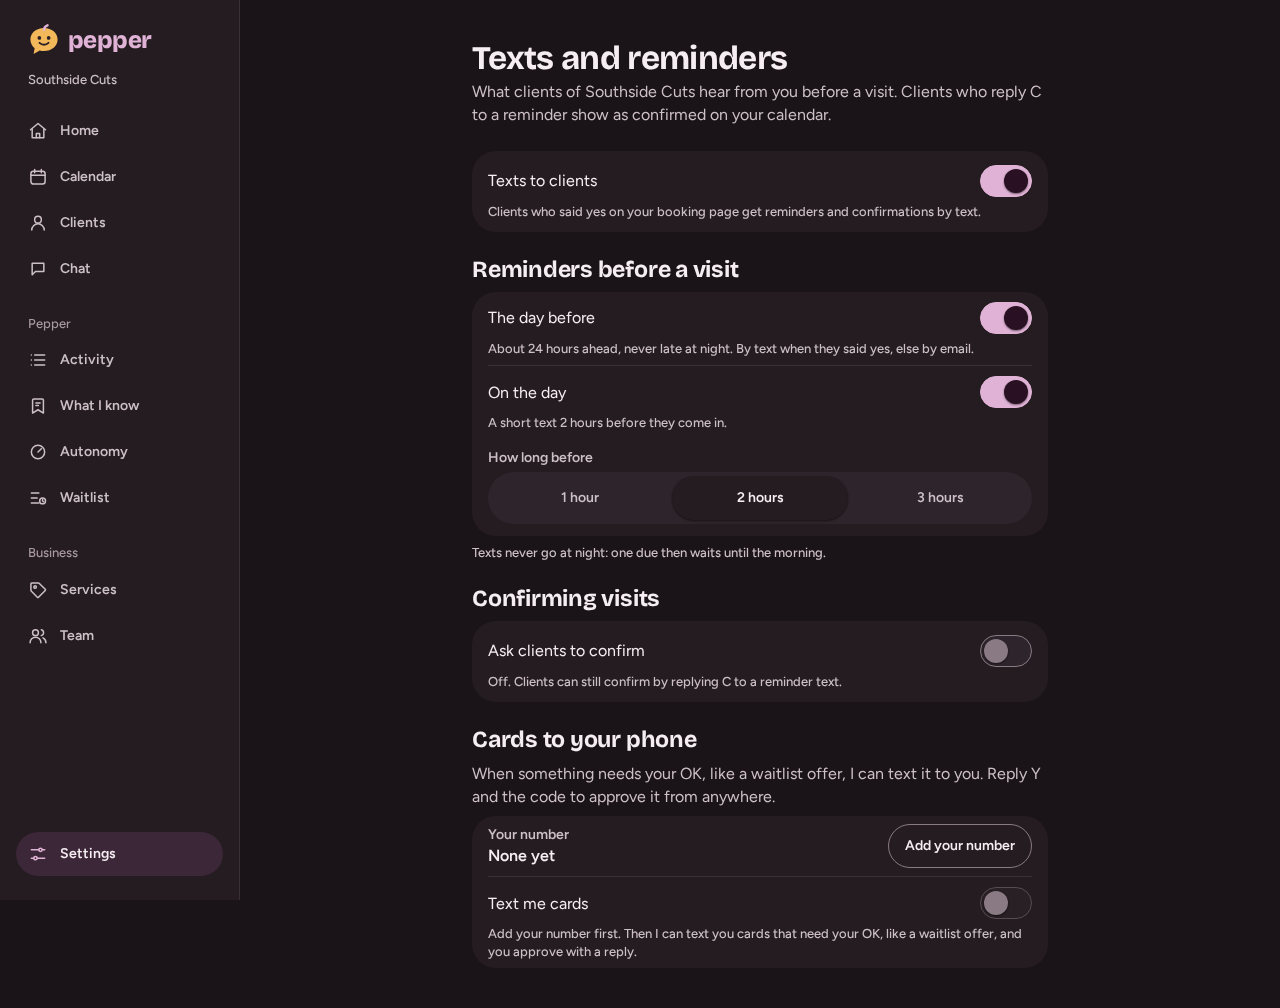 pepper
Southside Cuts
Home
Calendar
Clients
Chat
Pepper
Activity
What I know
Autonomy
Waitlist
Business
Services
Team
Settings
Texts and reminders
What clients of Southside Cuts hear from you before a visit. Clients who reply C
to a reminder show as confirmed on your calendar.
Texts to clients
Clients who said yes on your booking page get reminders and confirmations by text.
Reminders before a visit
The day before
About 24 hours ahead, never late at night. By text when they said yes, else by email.
On the day
A short text 2 hours before they come in.
How long before
1 hour
2 hours
3 hours
Texts never go at night: one due then waits until the morning.
Confirming visits
Ask clients to confirm
Off. Clients can still confirm by replying C to a reminder text.
Cards to your phone
When something needs your OK, like a waitlist offer, I can text it to you. Reply Y
and the code to approve it from anywhere.
Your number
None yet
Add your number
Text me cards
Add your number first. Then I can text you cards that need your OK, like a waitlist offer, and
you approve with a reply.